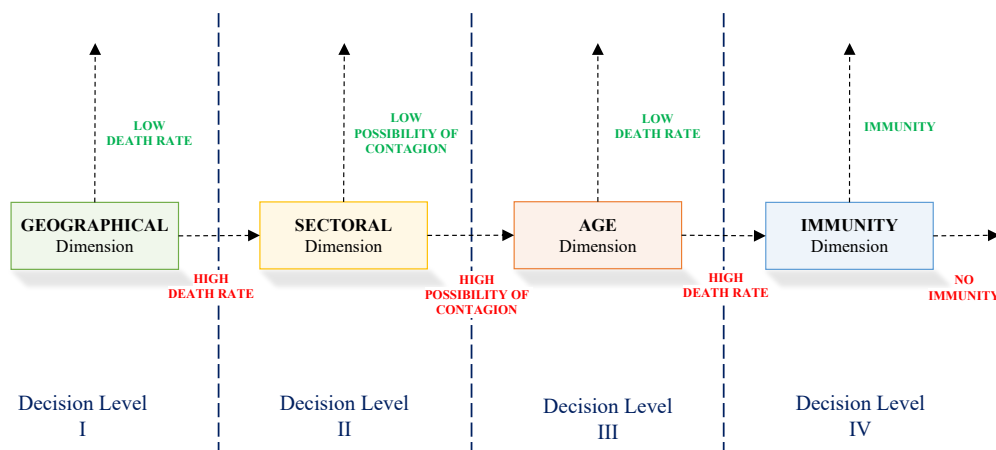 LOW
DEATH RATE
LOW
POSSIBILITY OF
CONTAGION
LOW
DEATH RATE
IMMUNITY
GEOGRAPHICAL
Dimension
SECTORAL
Dimension
AGE
Dimension
IMMUNITY
Dimension
HIGH
DEATH RATE
HIGH
POSSIBILITY OF
CONTAGION
HIGH
DEATH RATE
NO
IMMUNITY
Decision Level
I
Decision Level
II
Decision Level
III
Decision Level
IV